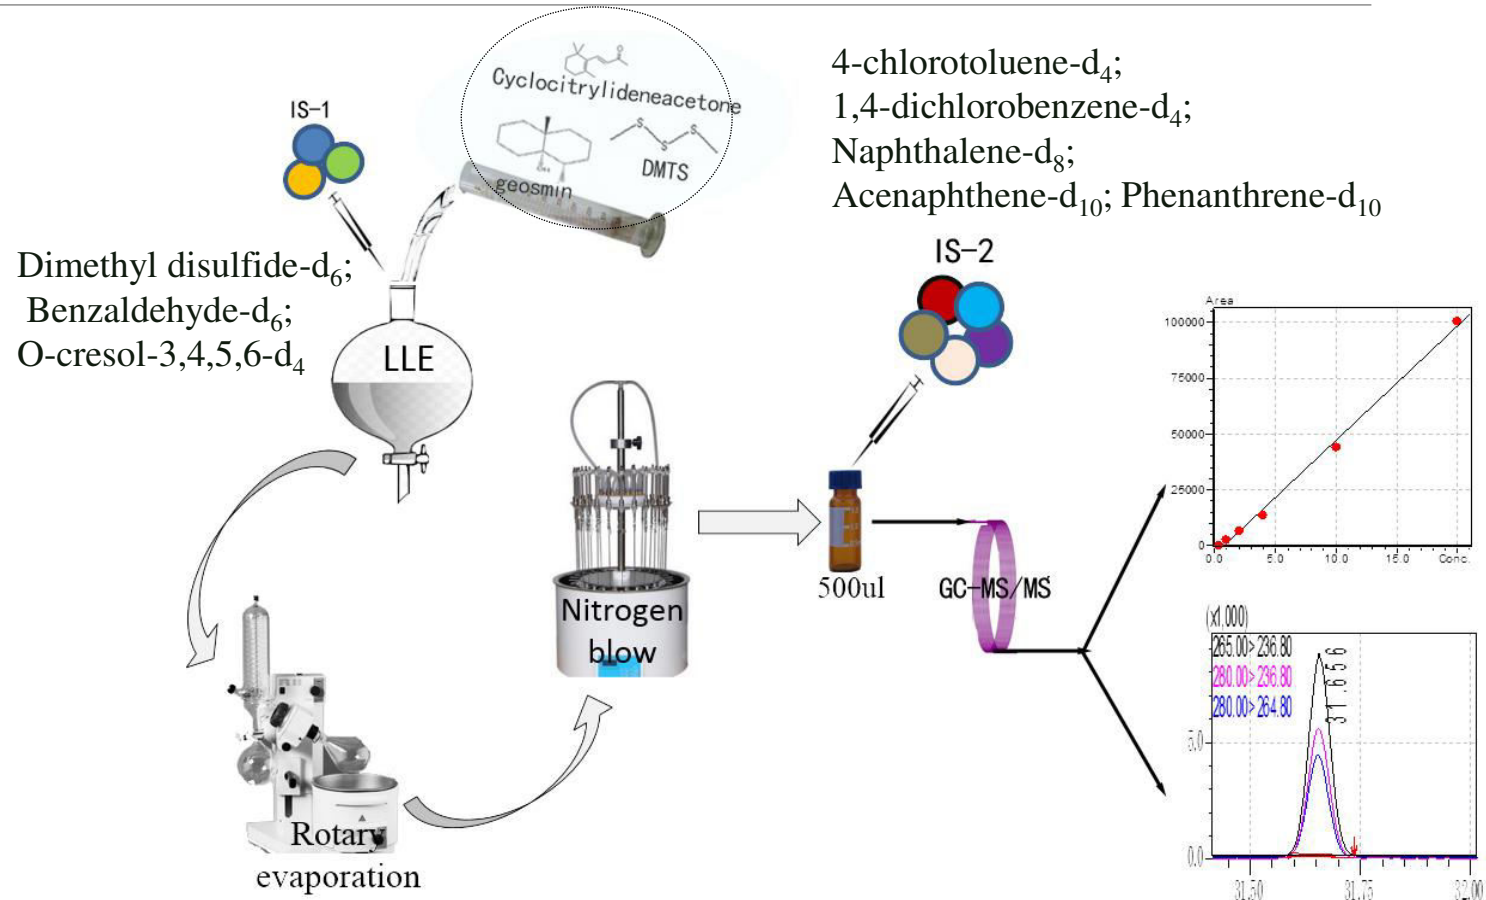 4-chlorotoluene-d4;
1,4-dichlorobenzene-d4;
Naphthalene-d8;
Acenaphthene-d10; Phenanthrene-d10
Cyclocitrylideneacetone
S S S
DMTS
geosmin
IS-1
Dimethyl disulfide-d6;
Benzaldehyde-d6;
O-cresol-3,4,5,6-d4
LLE
IS-2
Nitrogen
blow
500ul
GC-MS/MS
Rotary
evaporation
Area
100000
75000
50000
25000
0
0.0 5.0 10.0 15.0 Conc.
(x1,000)
265.00>236.80
280.00>236.80
280.00>264.80
31.656
5.0
0.0
31.50 31.75 32.00